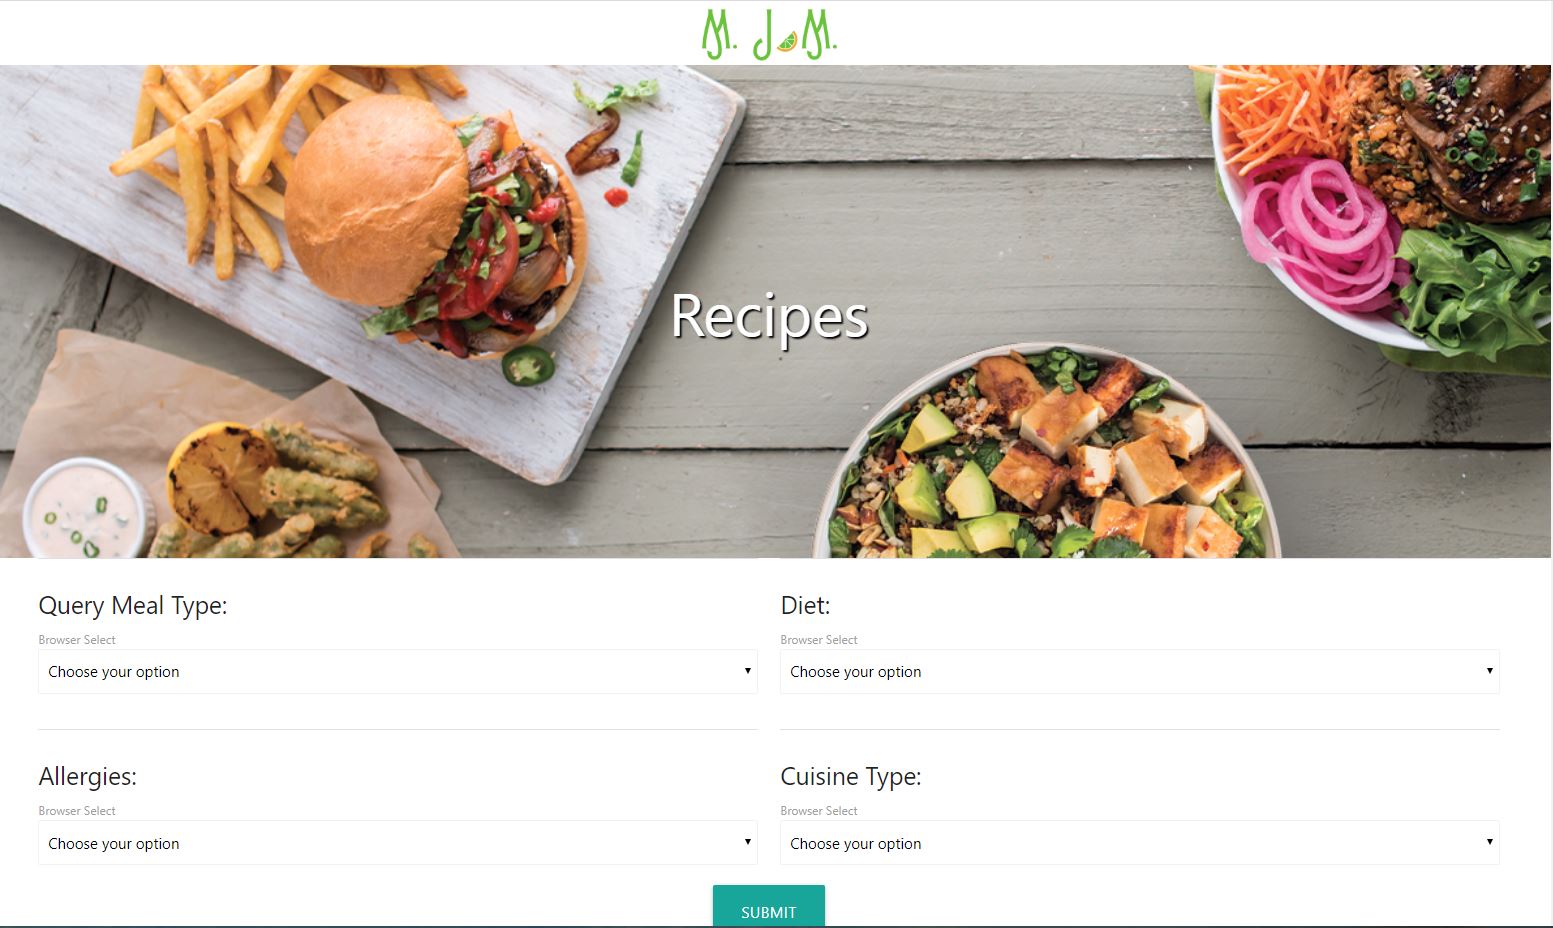 M. J M.
Recipes
Query Meal Type:
Diet:
Browser Select
Browser Select
Choose your option
Choose your option
Allergies:
Cuisine Type:
Browser Select
Browser Select
Choose your option
Choose your option
SUBMIT